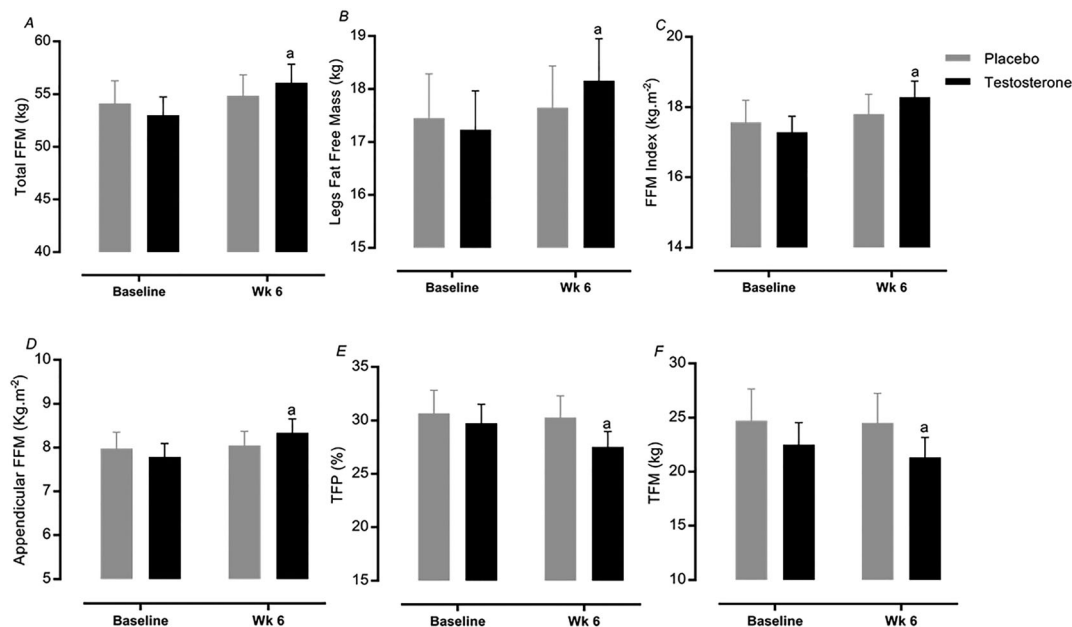 A
Total FFM (kg)
60
55
50
45
40
a
Baseline
Wk 6
B
Legs Fat Free Mass (kg)
19
18
17
16
15
a
Baseline
Wk 6
C
FFM Index (kg.m-2)
20
18
16
14
a
Baseline
Wk 6
Placebo
Testosterone
D
Appendicular FFM (Kg.m-2)
10
9
8
7
6
5
a
Baseline
Wk 6
E
TFP (%)
35
30
25
20
15
a
Baseline
Wk 6
F
TFM (kg)
30
25
20
15
10
a
Baseline
Wk 6